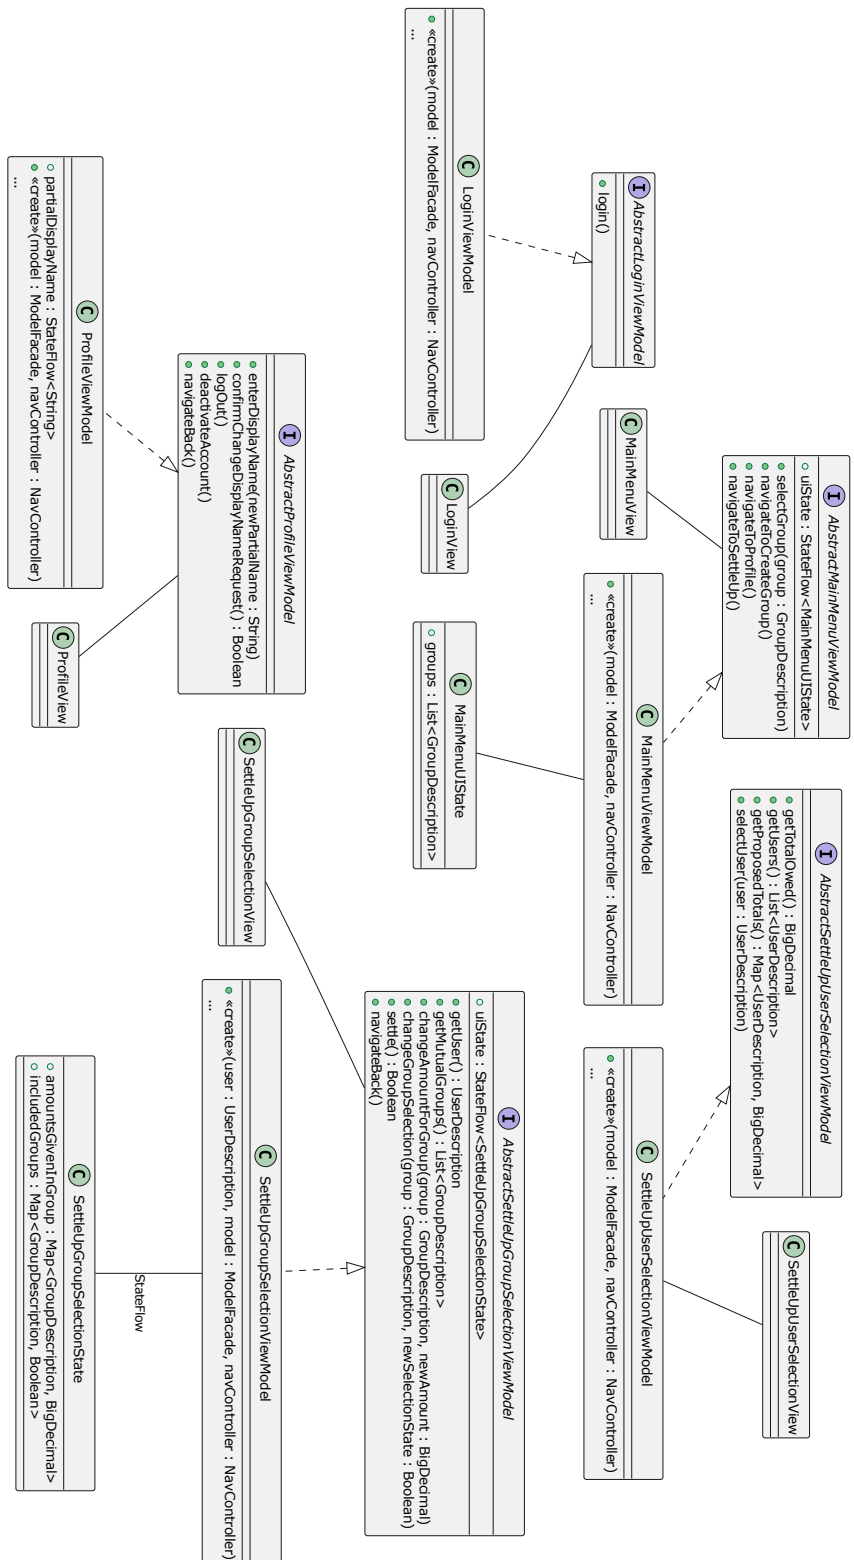 I AbstractMainMenuViewModel
uiState : StateFlow<MainMenuUIState>
selectGroup(group : GroupDescription)
navigateToCreateGroup()
navigateToProfile()
navigateToSettleUp()
I AbstractSettleUpUserSelectionViewModel
getTotalOwed() : BigDecimal
getUsers() : List<UserDescription>
getProposedTotals() : Map<UserDescription, BigDecimal>
selectUser(user : UserDescription)
C SettleUpUserSelectionView
I AbstractLoginViewModel
login()
C MainMenuView
C MainMenuViewModel
«create»(model : ModelFacade, navController : NavController)
...
C SettleUpUserSelectionViewModel
«create»(model : ModelFacade, navController : NavController)
...
C LoginViewModel
«create»(model : ModelFacade, navController : NavController)
...
C LoginView
C MainMenuUIState
groups : List<GroupDescription>
I AbstractSettleUpGroupSelectionViewModel
uiState : StateFlow<SettleUpGroupSelectionState>
getUser() : UserDescription
getMutualGroups() : List<GroupDescription>
changeAmountForGroup(group : GroupDescription, newAmount : BigDecimal)
changeGroupSelection(group : GroupDescription, newSelectionState : Boolean)
settle() : Boolean
navigateBack()
I AbstractProfileViewModel
enterDisplayName(newPartialName : String)
confirmChangeDisplayNameRequest() : Boolean
logOut()
deactivateAccount()
navigateBack()
C SettleUpGroupSelectionView
C SettleUpGroupSelectionViewModel
«create»(user : UserDescription, model : ModelFacade, navController : NavController)
...
StateFlow
C ProfileViewModel
partialDisplayName : StateFlow<String>
«create»(model : ModelFacade, navController : NavController)
...
C ProfileView
C SettleUpGroupSelectionState
amountsGivenInGroup : Map<GroupDescription, BigDecimal>
includedGroups : Map<GroupDescription, Boolean>